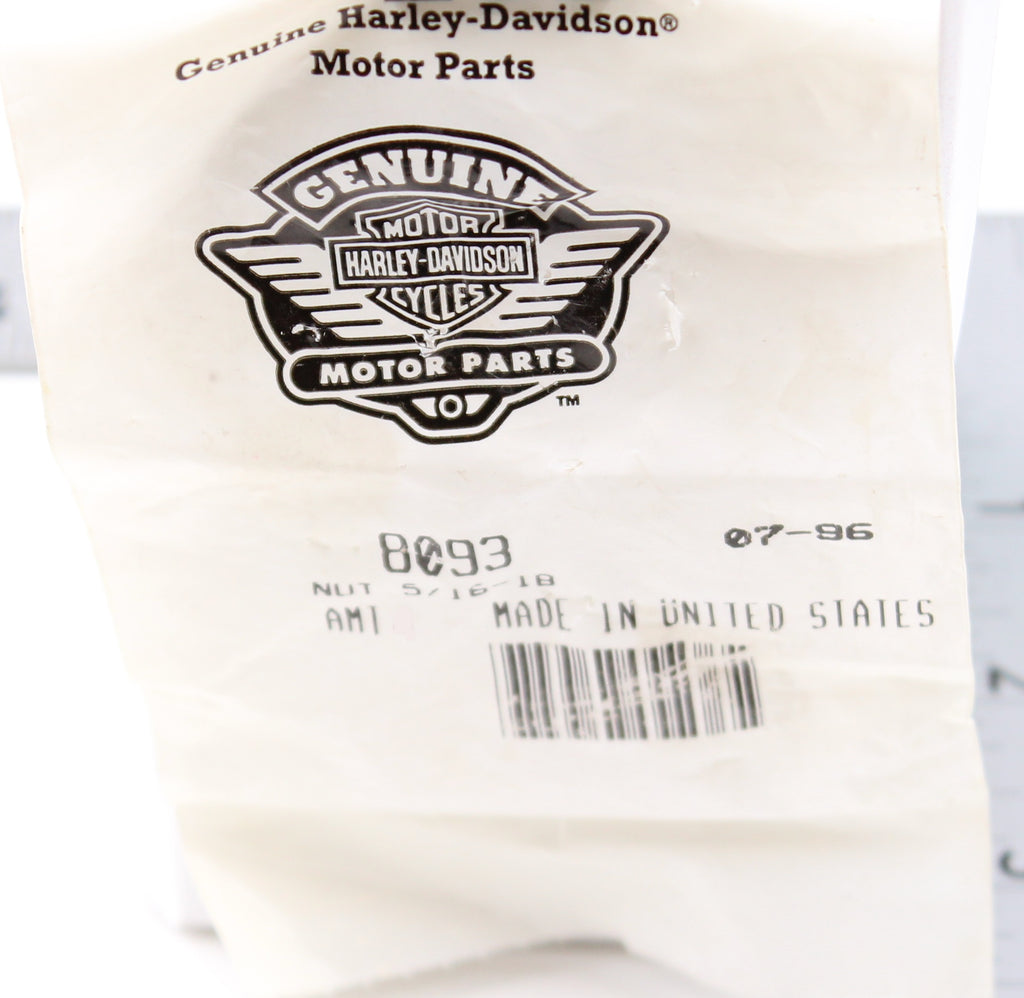 Genuine Harley-Davidson®
Motor Parts
GENUINE
MOTOR
HARLEY-DAVIDSON
CYCLES
MOTOR PARTS
TM
8093
07-96
NUT 5/16-18
AMT MADE IN UNITED STATES
7